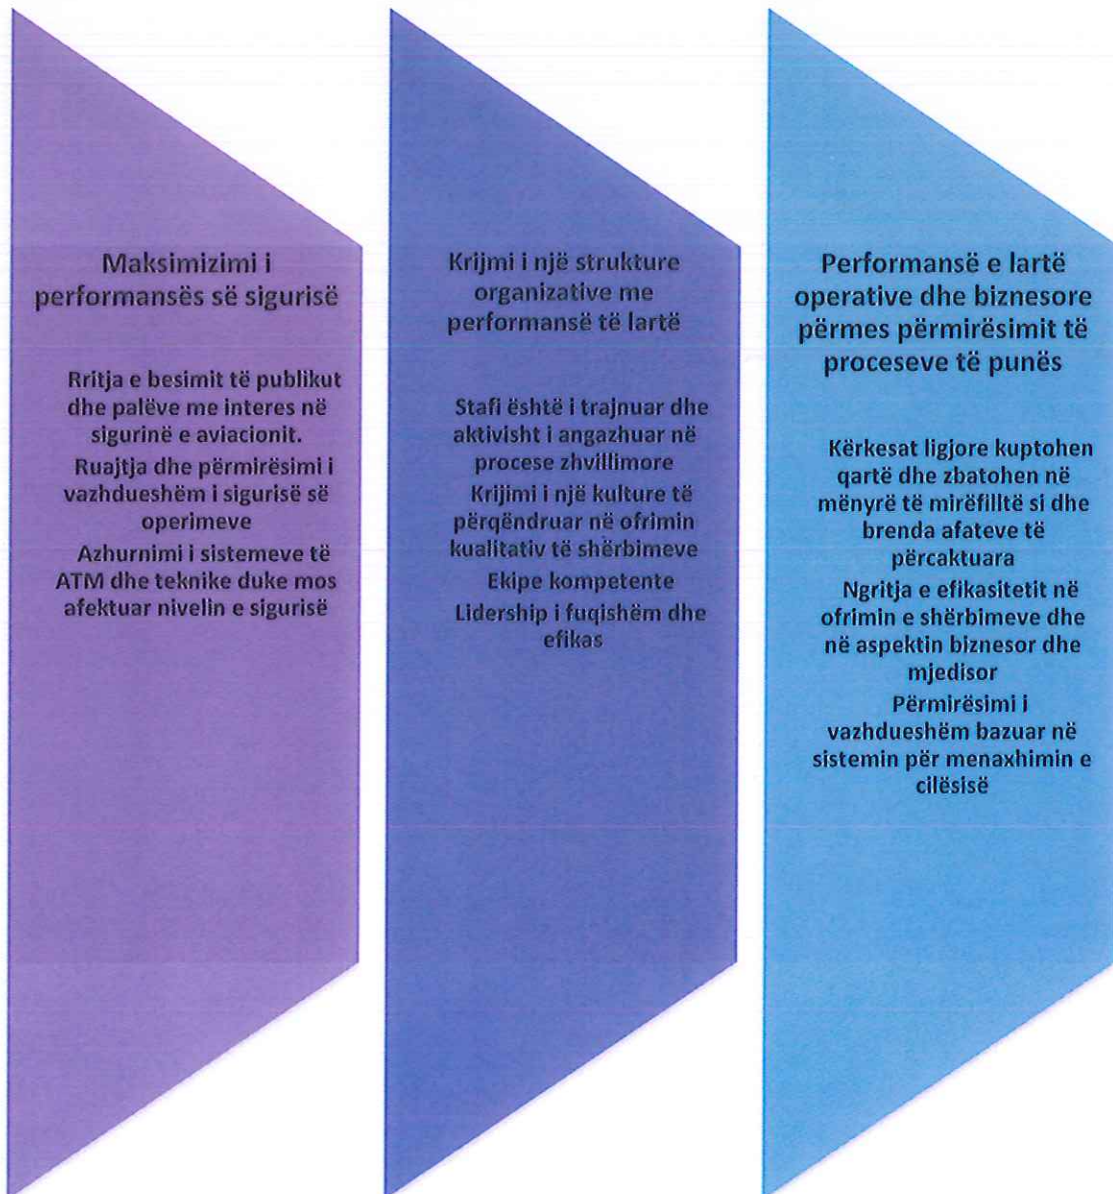 Maksimizimi i
performansës së sigurisë
Rritja e besimit të publikut
dhe palëve me interes në
sigurinë e aviacionit.
Ruajtja dhe përmirësimi i
vazhdueshëm i sigurisë së
operimeve
Azhurnimi i sistemeve të
ATM dhe teknike duke mos
afektuar nivelin e sigurisë
Krijmi i një strukture
organizative me
performansë të lartë
Stafi është i trajnuar dhe
aktivisht i angazhuar në
procese zhvillimore
Krijimi i një kulture të
përqëndruar në ofrimin
kualitativ të shërbimeve
Ekipe kompetente
Lidership i fuqishëm dhe
efikas
Performansë e lartë
operative dhe biznesore
përmes përmirësimit të
proceseve të punës
Kërkesat ligjore kuptohen
qartë dhe zbatohen në
mënyrë të mirëfilltë si dhe
brenda afateve të
përcaktuara
Ngritja e efikasitetit në
ofrimin e shërbimeve dhe
në aspektin biznesor dhe
mjedisor
Përmirësimi i
vazhdueshëm bazuar në
sistemin për menaxhimin e
cilësisë